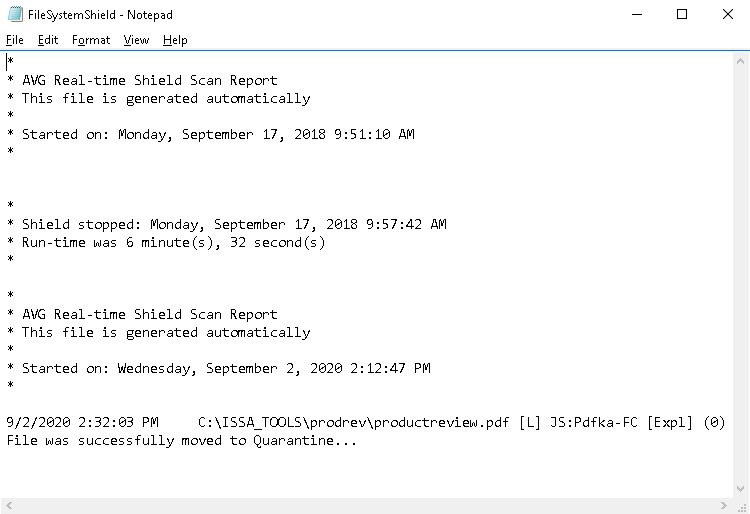 FileSystemShield - Notepad
File Edit Format View Help
*
* AVG Real-time Shield Scan Report
* This file is generated automatically
*
* Started on: Monday, September 17, 2018 9:51:10 AM
*
*
* Shield stopped: Monday, September 17, 2018 9:57:42 AM
* Run-time was 6 minute(s), 32 second(s)
*
*
* AVG Real-time Shield Scan Report
* This file is generated automatically
*
* Started on: Wednesday, September 2, 2020 2:12:47 PM
*
9/2/2020 2:32:03 PM C:\ISSA_TOOLS\prodrev\productreview.pdf [L] JS:Pdfka-FC [Expl] (0)
File was successfully moved to Quarantine...